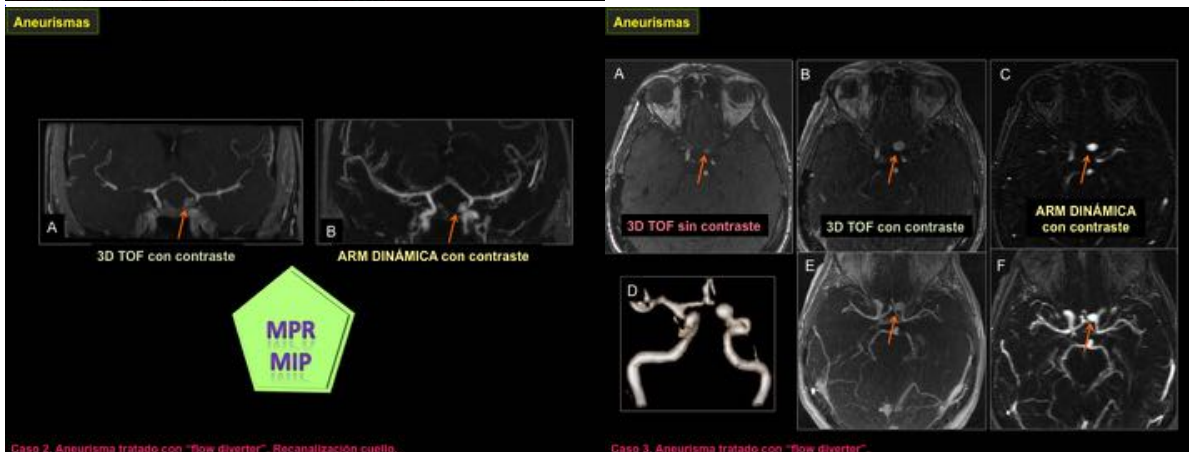 Aneurismas
A
B
3D TOF con contraste
ARM DINÁMICA con contraste
MPR
MIP
Caso 2. Aneurisma tratado con "flow diverter". Recanalización cuello.
Aneurismas
A
B
C
3D TOF sin contraste
3D TOF con contraste
ARM DINÁMICA
con contraste
D
E
F
Caso 3. Aneurisma tratado con "flow diverter".